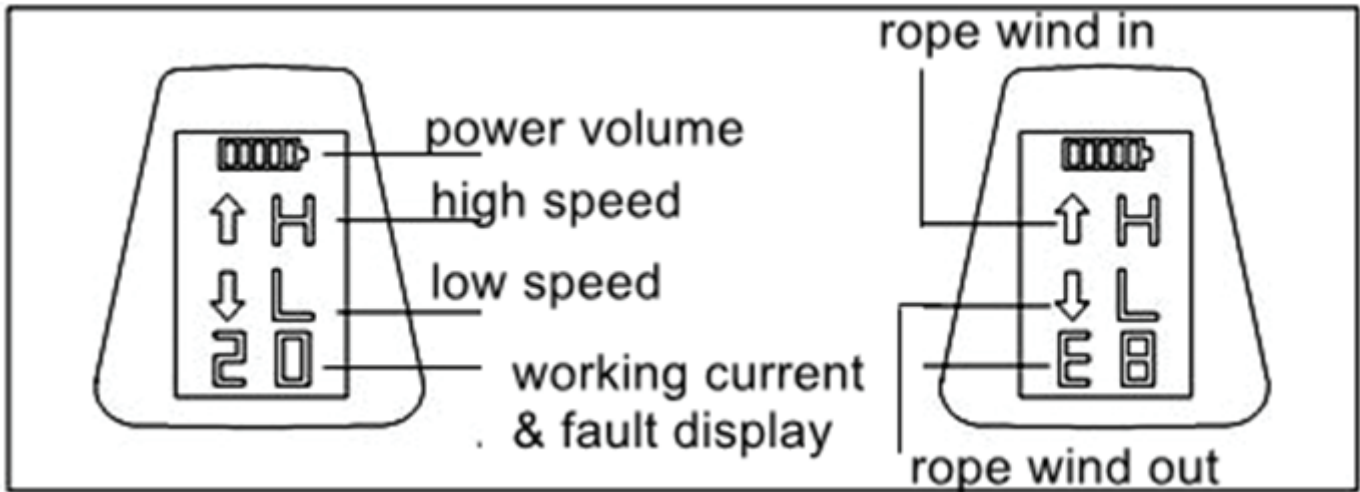 rope wind in
power volume
high speed
low speed
working current
& fault display
rope wind out
H
L
20
H
L
E8